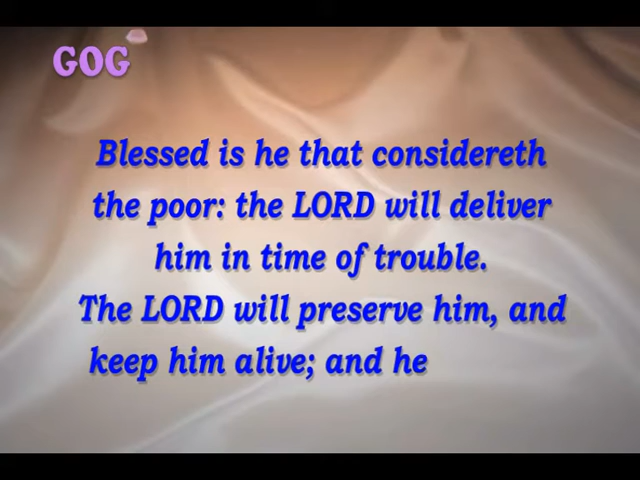 GOG
Blessed is he that considereth
the poor: the LORD will deliver
him in time of trouble.
The LORD will preserve him, and
keep him alive; and he